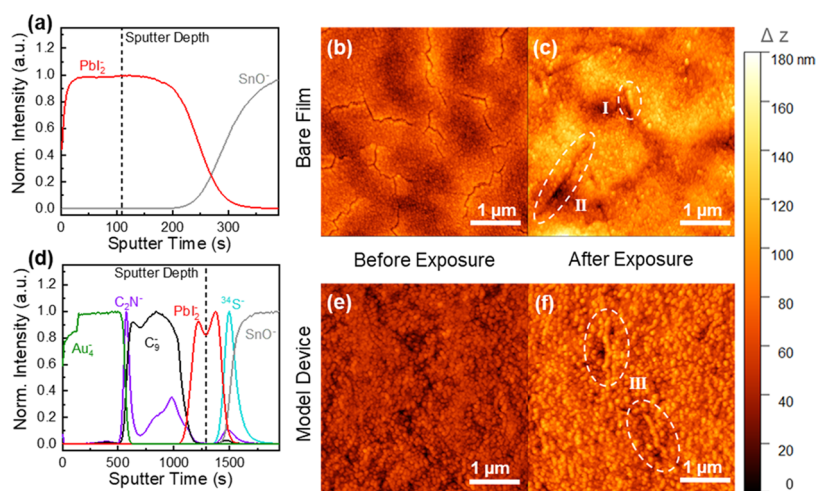 (a)
Sputter Depth
PbI₂⁻
SnO⁻
Norm. Intensity (a.u.)
1.0
0.8
0.6
0.4
0.2
0.0
0 100 200 300
Sputter Time (s)
Bare Film
(b)
1 µm
(c)
I
II
1 µm
Δ z
180 nm
160
140
120
100
80
60
40
20
0
Before Exposure
After Exposure
(d)
Sputter Depth
C₂N⁻
PbI₂⁻
³⁴S⁻
SnO⁻
Au₄⁻
C₉⁻
Norm. Intensity (a.u.)
1.0
0.8
0.6
0.4
0.2
0.0
0 500 1000 1500
Sputter Time (s)
Model Device
(e)
1 µm
(f)
III
1 µm